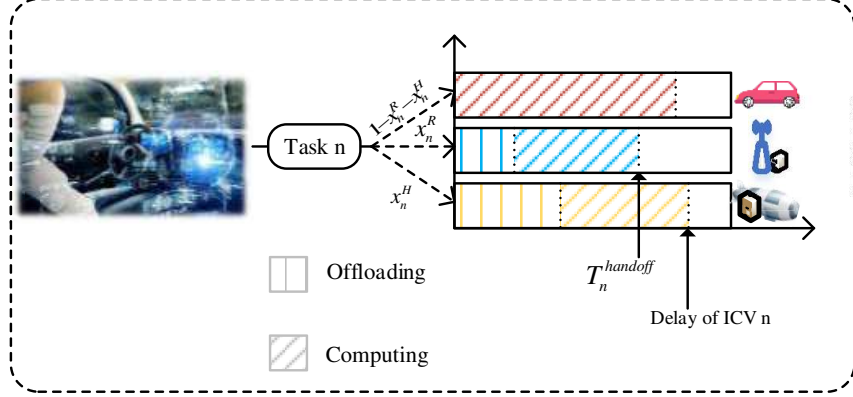 Task n
1-x_n^R-x_n^H
x_n^R
x_n^H
Offloading
Computing
T_n^{handoff}
Delay of ICV n